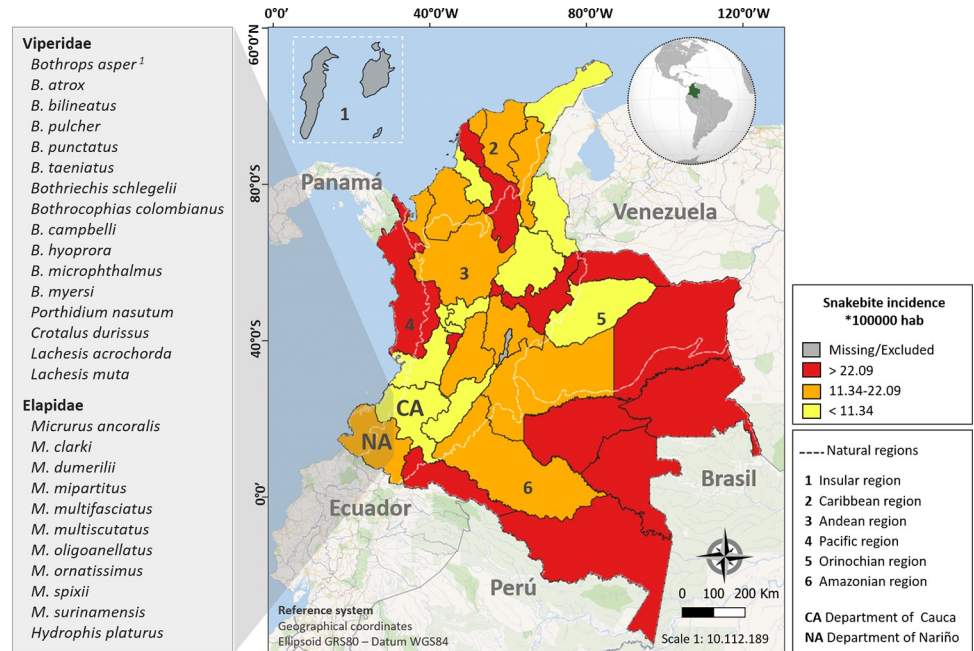 Viperidae
Bothrops asper 1
B. atrox
B. bilineatus
B. pulcher
B. punctatus
B. taeniatus
Bothriechis schlegelii
Bothrocophias colombianus
B. campbelli
B. hyoprora
B. microphthalmus
B. myersi
Porthidium nasutum
Crotalus durissus
Lachesis acrochorda
Lachesis muta
Elapidae
Micrurus ancoralis
M. clarki
M. dumerilii
M. mipartitus
M. multifasciatus
M. multiscutatus
M. oligoanellatus
M. ornatissimus
M. spixii
M. surinamensis
Hydrophis platurus
0°0' 40°0'W 80°0'W 120°0'W
60°0'N
80°0'S
40°0'S
0°0'
1
2
Panamá
Venezuela
3
4
5
CA
NA
6
Ecuador
Brasil
Perú
Reference system
Geographical coordinates
Ellipsoid GRS80 – Datum WGS84
0 100 200 Km
Scale 1: 10.112.189
Snakebite incidence
*100000 hab
Missing/Excluded
> 22.09
11.34-22.09
< 11.34
Natural regions
1 Insular region
2 Caribbean region
3 Andean region
4 Pacific region
5 Orinochian region
6 Amazonian region
CA Department of Cauca
NA Department of Nariño